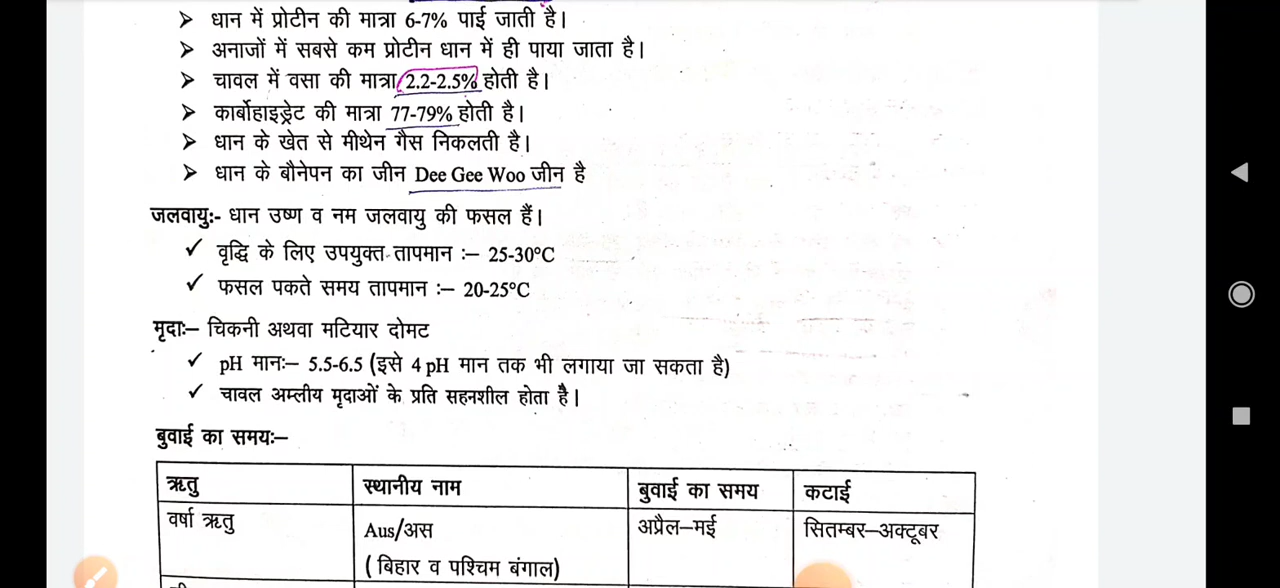 ➤ धान में प्रोटीन की मात्रा 6-7% पाई जाती है।
➤ अनाजों में सबसे कम प्रोटीन धान में ही पाया जाता है।
➤ चावल में वसा की मात्रा 2.2-2.5% होती है।
➤ कार्बोहाइड्रेट की मात्रा 77-79% होती है।
➤ धान के खेत से मीथेन गैस निकलती है।
➤ धान के बौनेपन का जीन Dee Gee Woo जीन है
जलवायुः- धान उष्ण व नम जलवायु की फसल हैं।
✓ वृद्धि के लिए उपयुक्त तापमान :– 25-30°C
✓ फसल पकते समय तापमान :– 20-25°C
मृदाः– चिकनी अथवा मटियार दोमट
✓ pH मानः– 5.5-6.5 (इसे 4 pH मान तक भी लगाया जा सकता है)
✓ चावल अम्लीय मृदाओं के प्रति सहनशील होता है।
बुवाई का समयः–
ऋतु स्थानीय नाम बुवाई का समय कटाई
वर्षा ऋतु Aus/अस अप्रैल–मई सितम्बर–अक्टूबर
( बिहार व पश्चिम बंगाल)